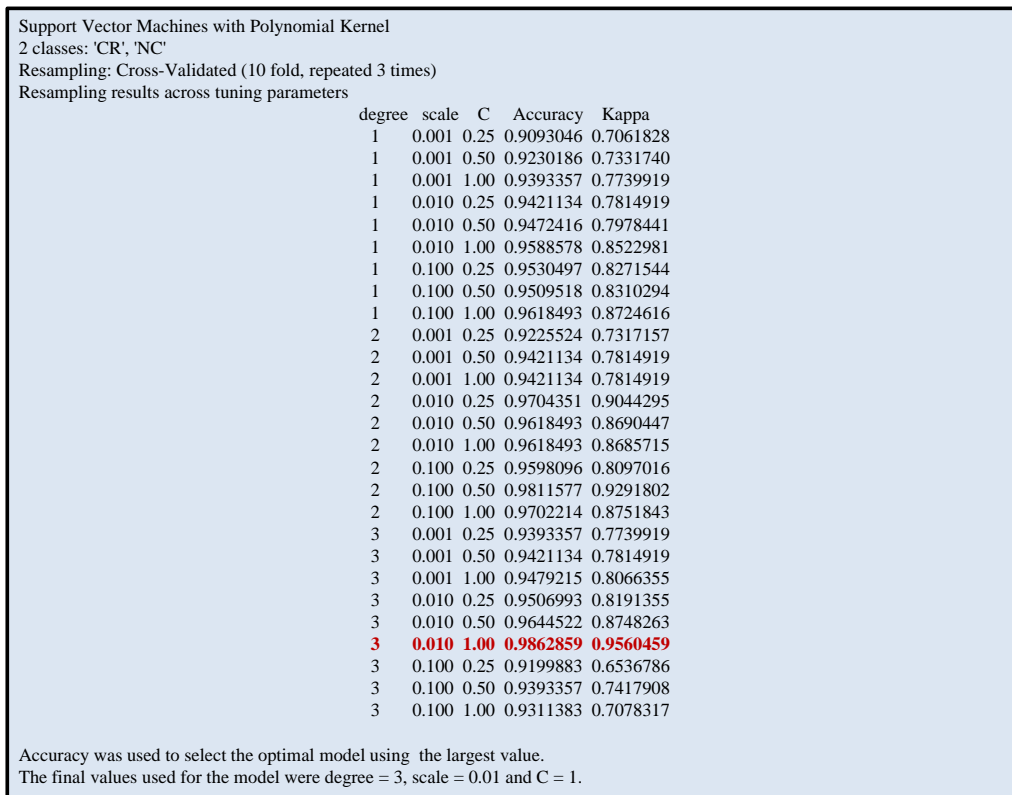 Support Vector Machines with Polynomial Kernel
2 classes: 'CR', 'NC'
Resampling: Cross-Validated (10 fold, repeated 3 times)
Resampling results across tuning parameters
degree scale C Accuracy Kappa
1 0.001 0.25 0.9093046 0.7061828
1 0.001 0.50 0.9230186 0.7331740
1 0.001 1.00 0.9393357 0.7739919
1 0.010 0.25 0.9421134 0.7814919
1 0.010 0.50 0.9472416 0.7978441
1 0.010 1.00 0.9588578 0.8522981
1 0.100 0.25 0.9530497 0.8271544
1 0.100 0.50 0.9509518 0.8310294
1 0.100 1.00 0.9618493 0.8724616
2 0.001 0.25 0.9225524 0.7317157
2 0.001 0.50 0.9421134 0.7814919
2 0.001 1.00 0.9421134 0.7814919
2 0.010 0.25 0.9704351 0.9044295
2 0.010 0.50 0.9618493 0.8690447
2 0.010 1.00 0.9618493 0.8685715
2 0.100 0.25 0.9598096 0.8097016
2 0.100 0.50 0.9811577 0.9291802
2 0.100 1.00 0.9702214 0.8751843
3 0.001 0.25 0.9393357 0.7739919
3 0.001 0.50 0.9421134 0.7814919
3 0.001 1.00 0.9479215 0.8066355
3 0.010 0.25 0.9506993 0.8191355
3 0.010 0.50 0.9644522 0.8748263
3 0.010 1.00 0.9862859 0.9560459
3 0.100 0.25 0.9199883 0.6536786
3 0.100 0.50 0.9393357 0.7417908
3 0.100 1.00 0.9311383 0.7078317
Accuracy was used to select the optimal model using the largest value.
The final values used for the model were degree = 3, scale = 0.01 and C = 1.